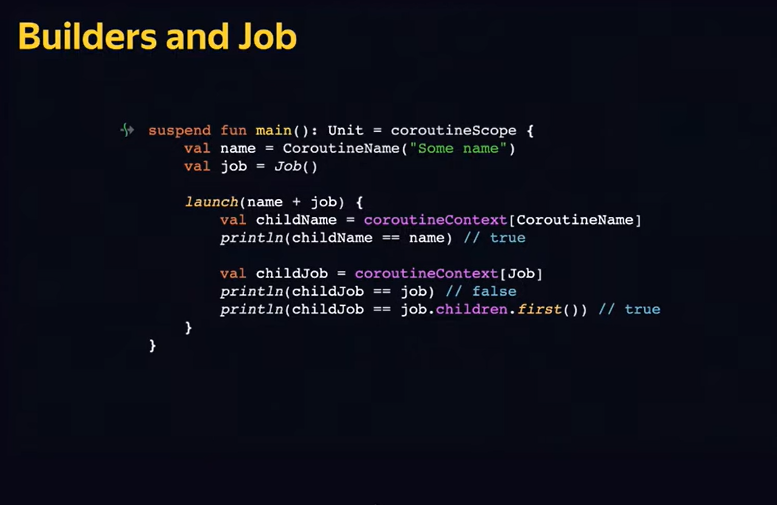 Builders and Job
suspend fun main(): Unit = coroutineScope {
val name = CoroutineName("Some name")
val job = Job()
launch(name + job) {
val childName = coroutineContext[CoroutineName]
println(childName == name) // true
val childJob = coroutineContext[Job]
println(childJob == job) // false
println(childJob == job.children.first()) // true
}
}